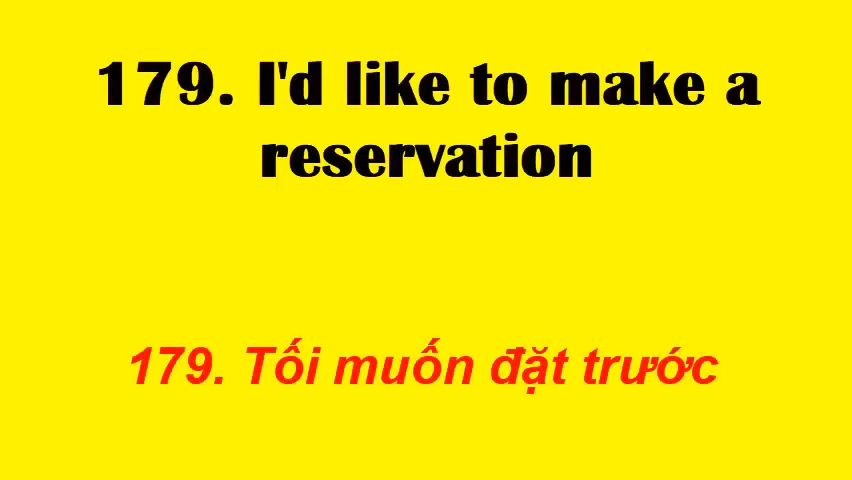 179. I'd like to make a
reservation
179. Tối muốn đặt trước